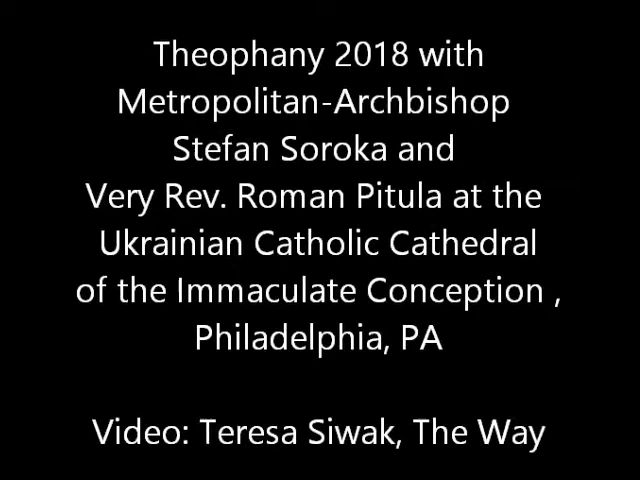 Theophany 2018 with
Metropolitan-Archbishop
Stefan Soroka and
Very Rev. Roman Pitula at the
Ukrainian Catholic Cathedral
of the Immaculate Conception ,
Philadelphia, PA
Video: Teresa Siwak, The Way